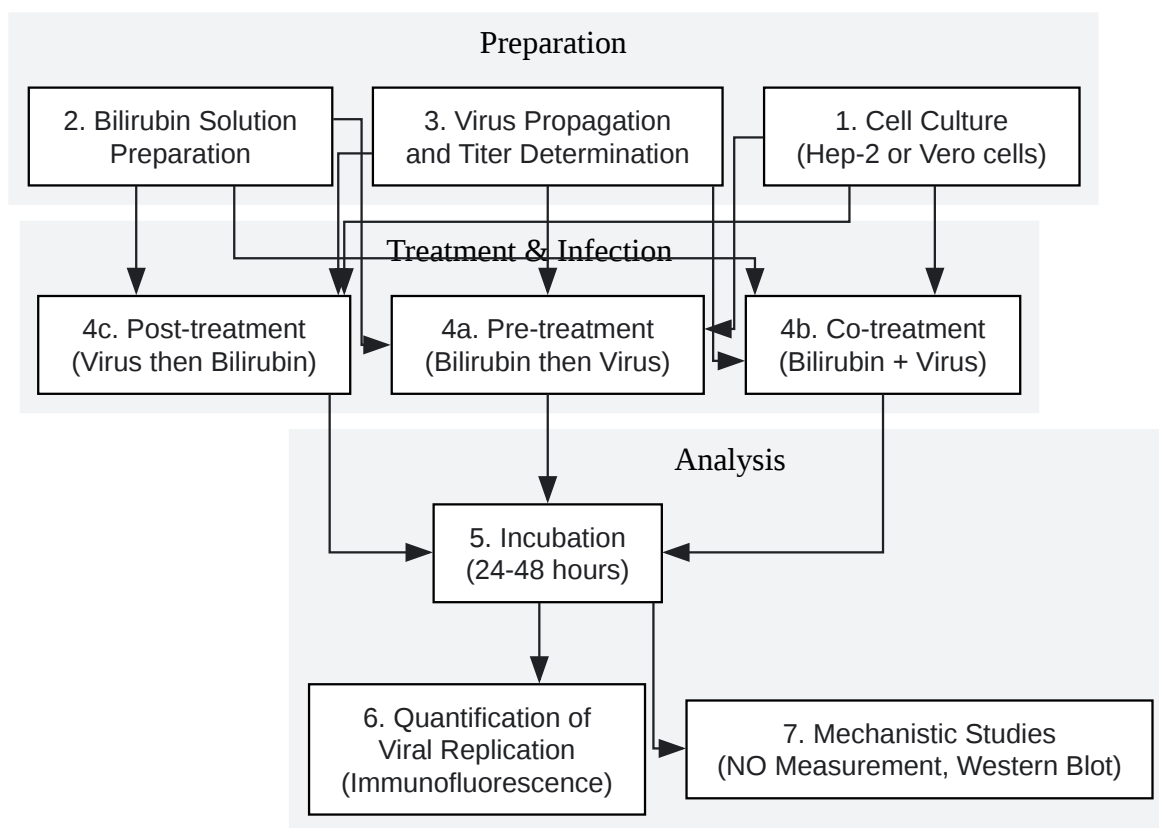 Preparation
2. Bilirubin Solution
Preparation
3. Virus Propagation
and Titer Determination
1. Cell Culture
(Hep-2 or Vero cells)
Treatment & Infection
4c. Post-treatment
(Virus then Bilirubin)
4a. Pre-treatment
(Bilirubin then Virus)
4b. Co-treatment
(Bilirubin + Virus)
Analysis
5. Incubation
(24-48 hours)
6. Quantification of
Viral Replication
(Immunofluorescence)
7. Mechanistic Studies
(NO Measurement, Western Blot)